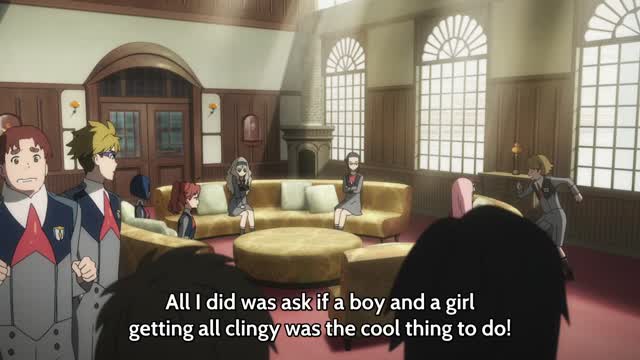 All I did was ask if a boy and a girl
getting all clingy was the cool thing to do!